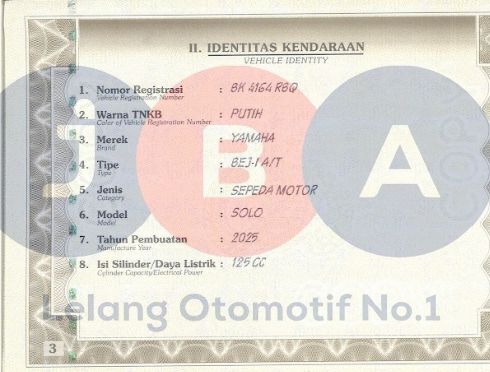 II. IDENTITAS KENDARAAN
VEHICLE IDENTITY
1. Nomor Registrasi : BK 4164 RBQ
Vehicle Registration Number
2. Warna TNKB : PUTIH
Color of Vehicle Registration Number
3. Merek : YAMAHA
Brand
4. Tipe : BEJ-1 A/T
Type
5. Jenis : SEPEDA MOTOR
Category
6. Model : SOLO
Model
7. Tahun Pembuatan : 2025
Manufacture Year
8. Isi Silinder/Daya Listrik : 125 CC
Cylinder Capacity/Electrical Power
j B A
Lelang Otomotif No.1
3